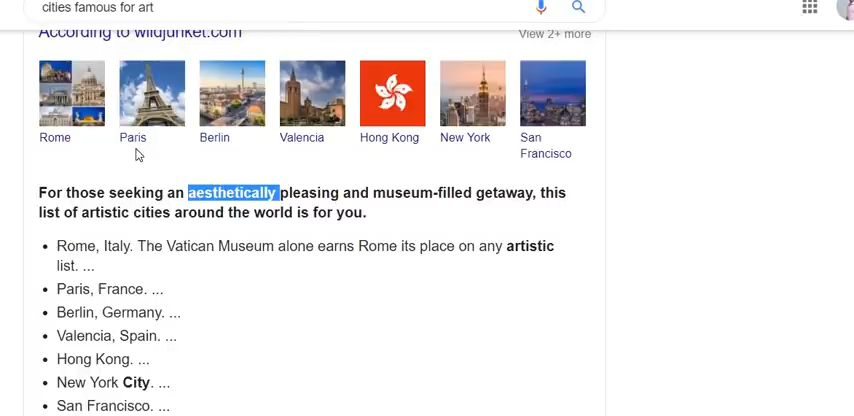 cities famous for art
According to wildjunket.com
View 2+ more
Rome
Paris
Berlin
Valencia
Hong Kong
New York
San
Francisco
For those seeking an aesthetically pleasing and museum-filled getaway, this
list of artistic cities around the world is for you.
• Rome, Italy. The Vatican Museum alone earns Rome its place on any artistic
list. ...
• Paris, France. ...
• Berlin, Germany. ...
• Valencia, Spain. ...
• Hong Kong. ...
• New York City. ...
• San Francisco. ...